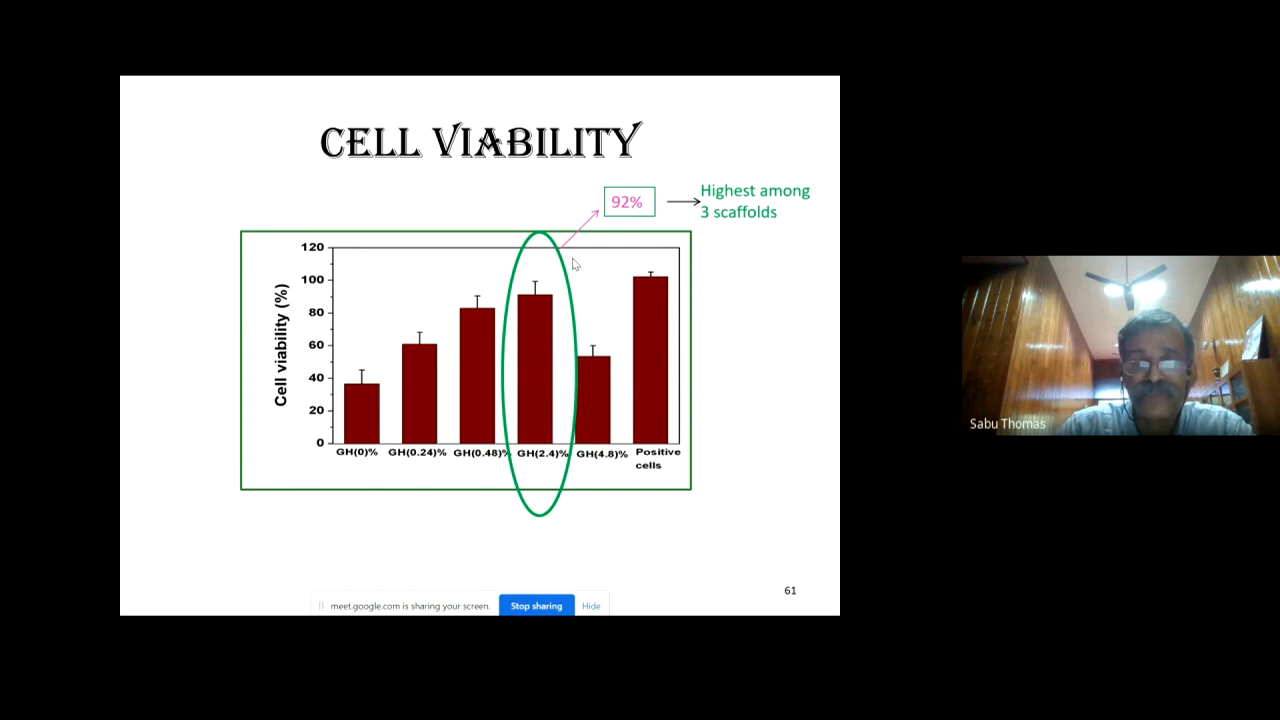 CELL VIABILITY
92%
Highest among
3 scaffolds
120
100
80
60
40
20
0
Cell viability (%)
GH(0)%
GH(0.24)%
GH(0.48)%
GH(2.4)%
GH(4.8)%
Positive
cells
Sabu Thomas
61
meet.google.com is sharing your screen.
Stop sharing
Hide